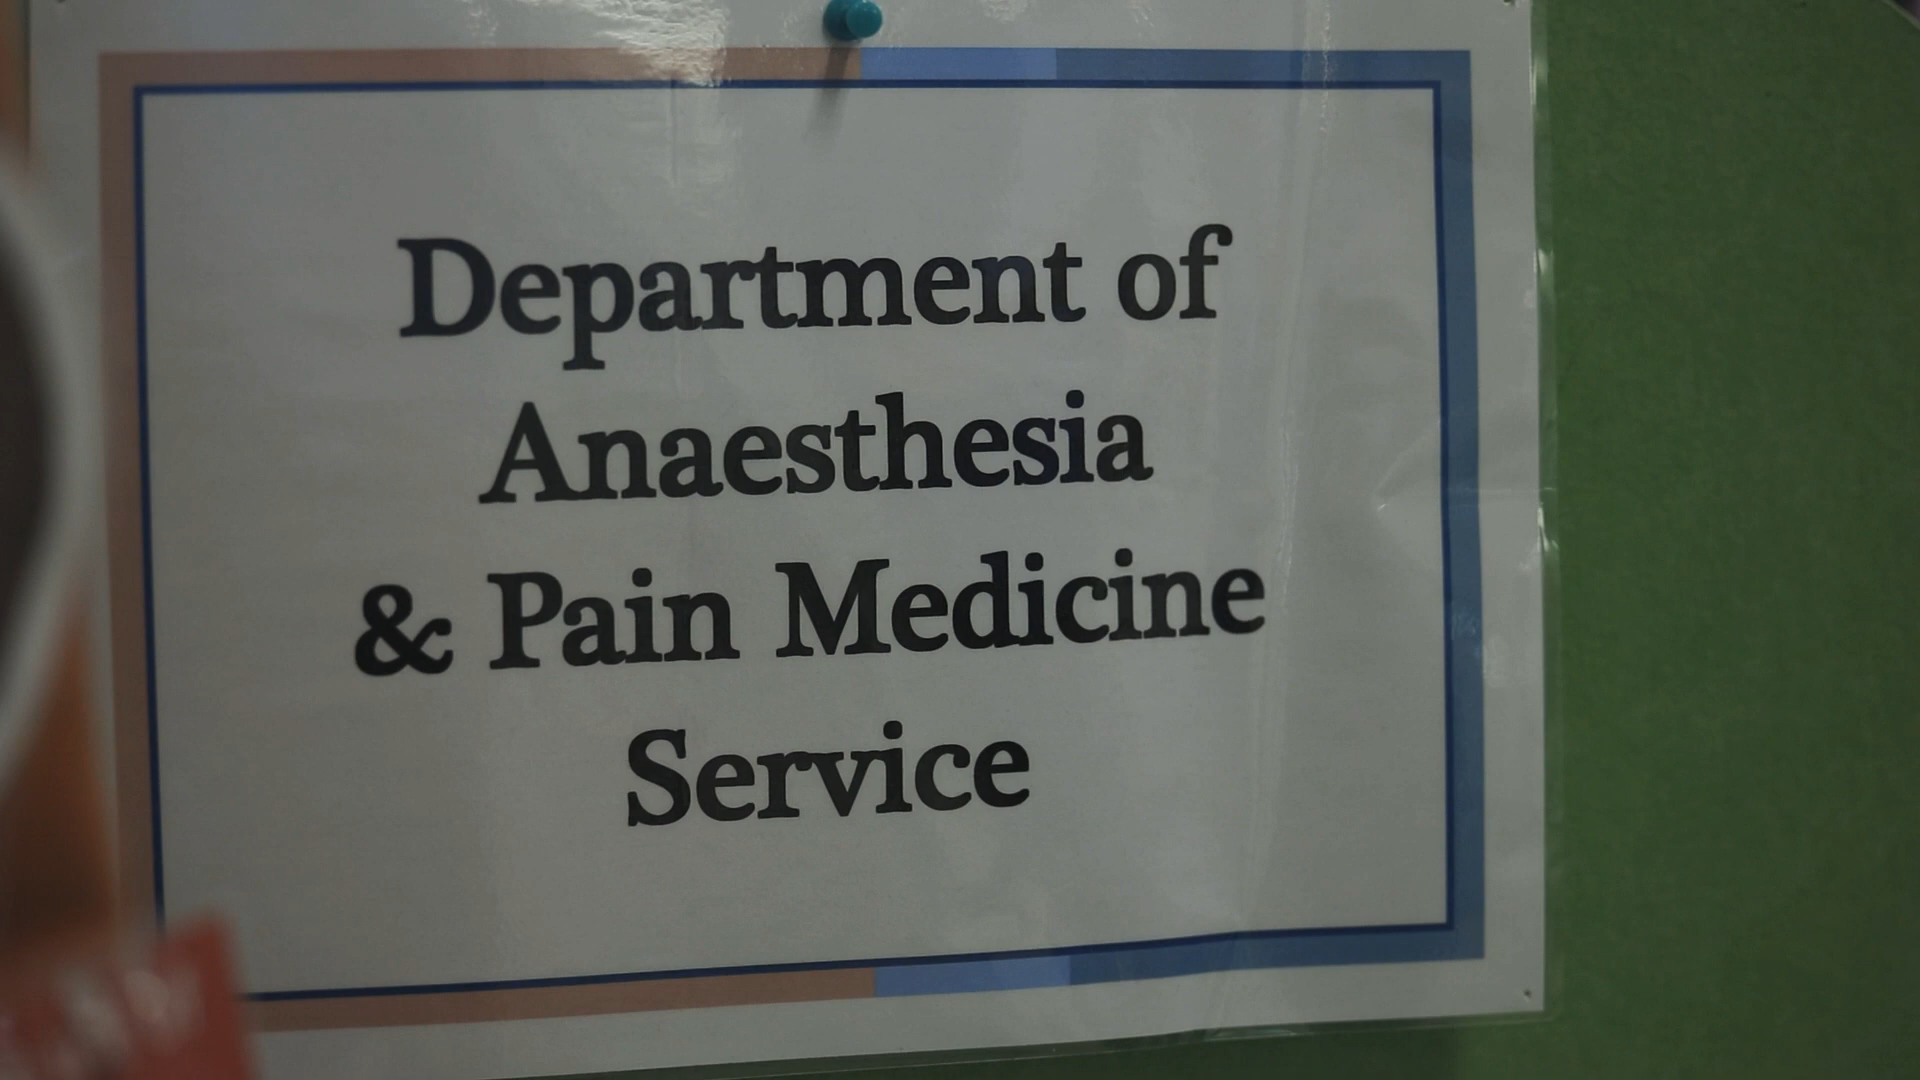 Department of
Anaesthesia
& Pain Medicine
Service